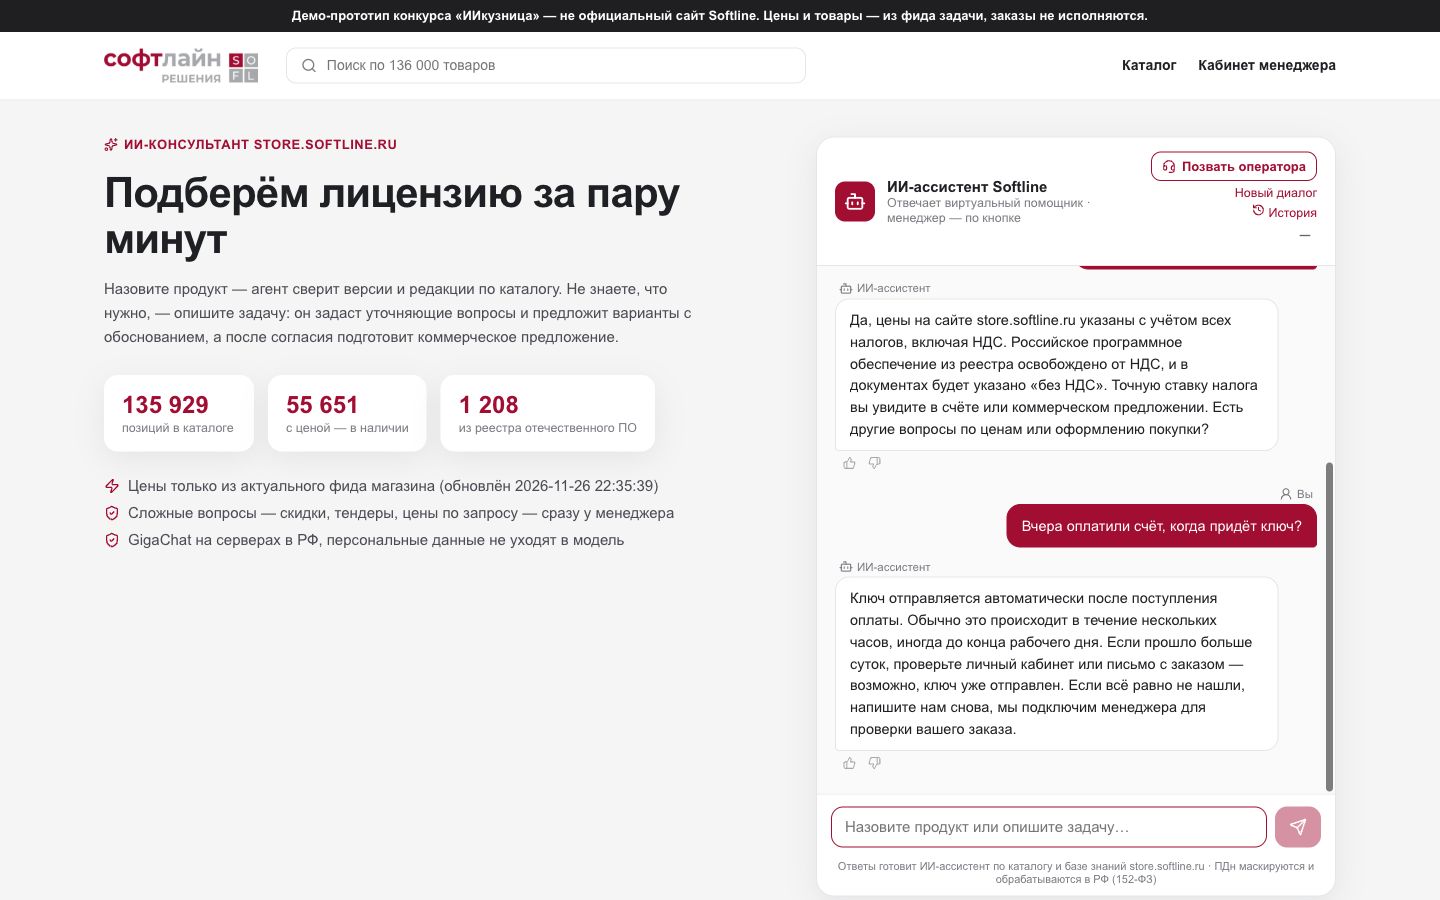 Демо-прототип конкурса «ИИкузница» — не официальный сайт Softline. Цены и товары — из фида задачи, заказы не исполняются.
софтлайн
РЕШЕНИЯ
S O
F L
Поиск по 136 000 товаров
Каталог
Кабинет менеджера
ИИ-КОНСУЛЬТАНТ STORE.SOFTLINE.RU
Подберём лицензию за пару
минут
Назовите продукт — агент сверит версии и редакции по каталогу. Не знаете, что
нужно, — опишите задачу: он задаст уточняющие вопросы и предложит варианты с
обоснованием, а после согласия подготовит коммерческое предложение.
135 929
позиций в каталоге
55 651
с ценой — в наличии
1 208
из реестра отечественного ПО
Цены только из актуального фида магазина (обновлён 2026-11-26 22:35:39)
Сложные вопросы — скидки, тендеры, цены по запросу — сразу у менеджера
GigaChat на серверах в РФ, персональные данные не уходят в модель
ИИ-ассистент Softline
Отвечает виртуальный помощник ·
менеджер — по кнопке
Позвать оператора
Новый диалог
История
—
ИИ-ассистент
Да, цены на сайте store.softline.ru указаны с учётом всех
налогов, включая НДС. Российское программное
обеспечение из реестра освобождено от НДС, и в
документах будет указано «без НДС». Точную ставку налога
вы увидите в счёте или коммерческом предложении. Есть
другие вопросы по ценам или оформлению покупки?
Вы
Вчера оплатили счёт, когда придёт ключ?
ИИ-ассистент
Ключ отправляется автоматически после поступления
оплаты. Обычно это происходит в течение нескольких
часов, иногда до конца рабочего дня. Если прошло больше
суток, проверьте личный кабинет или письмо с заказом —
возможно, ключ уже отправлен. Если всё равно не нашли,
напишите нам снова, мы подключим менеджера для
проверки вашего заказа.
Назовите продукт или опишите задачу…
Ответы готовит ИИ-ассистент по каталогу и базе знаний store.softline.ru · ПДн маскируются и
обрабатываются в РФ (152-ФЗ)